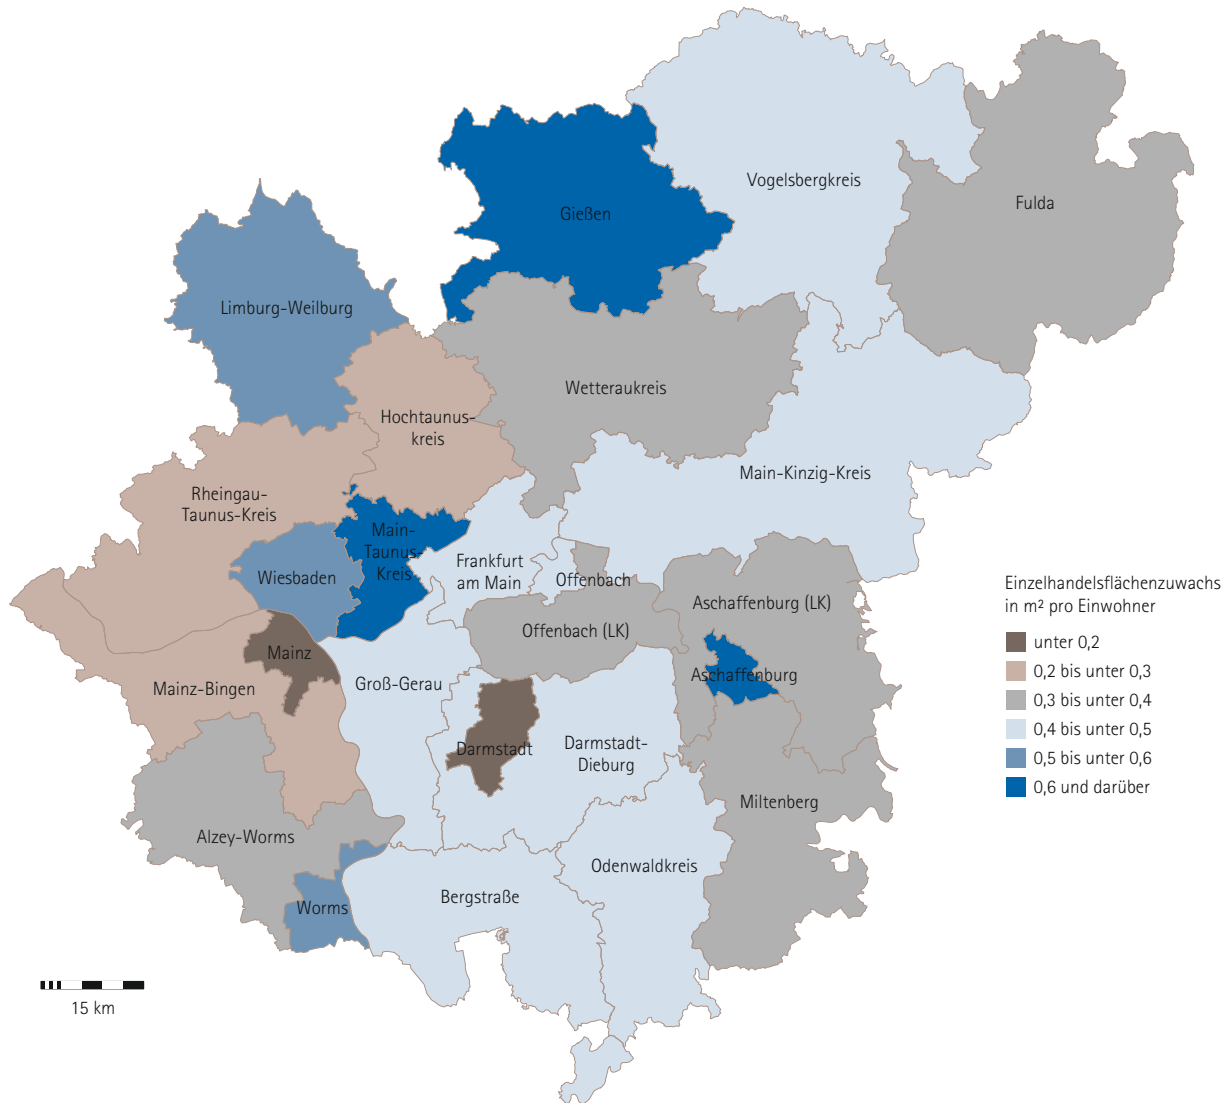 Vogelsbergkreis
Fulda
Gießen
Limburg-Weilburg
Wetteraukreis
Hochtaunus-
kreis
Main-Kinzig-Kreis
Rheingau-
Taunus-Kreis
Main-
Taunus-
Kreis
Wiesbaden
Frankfurt
am Main
Offenbach
Aschaffenburg (LK)
Offenbach (LK)
Mainz
Aschaffenburg
Mainz-Bingen
Groß-Gerau
Darmstadt
Darmstadt-
Dieburg
Miltenberg
Alzey-Worms
Odenwaldkreis
Worms
Bergstraße
Einzelhandelsflächenzuwachs
in m² pro Einwohner
unter 0,2
0,2 bis unter 0,3
0,3 bis unter 0,4
0,4 bis unter 0,5
0,5 bis unter 0,6
0,6 und darüber
15 km